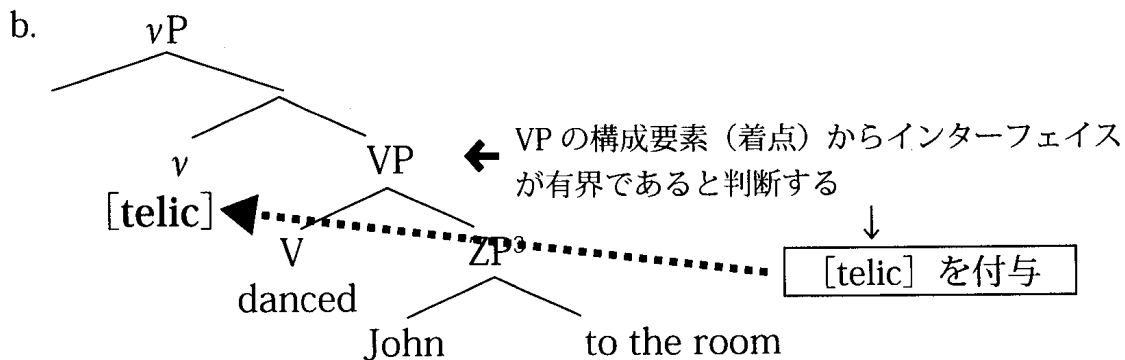 b.
vP
v
VP
← VP の構成要素（着点）からインターフェイス
が有界であると判断する
[telic]
↓
V
ZP³
［telic］を付与
danced
John
to the room